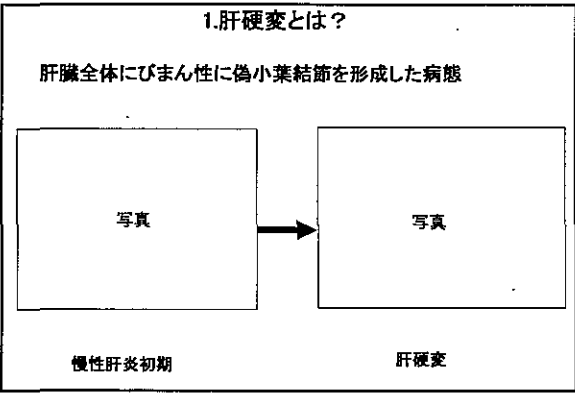 1.肝硬変とは？
肝臓全体にびまん性に偽小葉結節を形成した病態
写真
写真
慢性肝炎初期
肝硬変